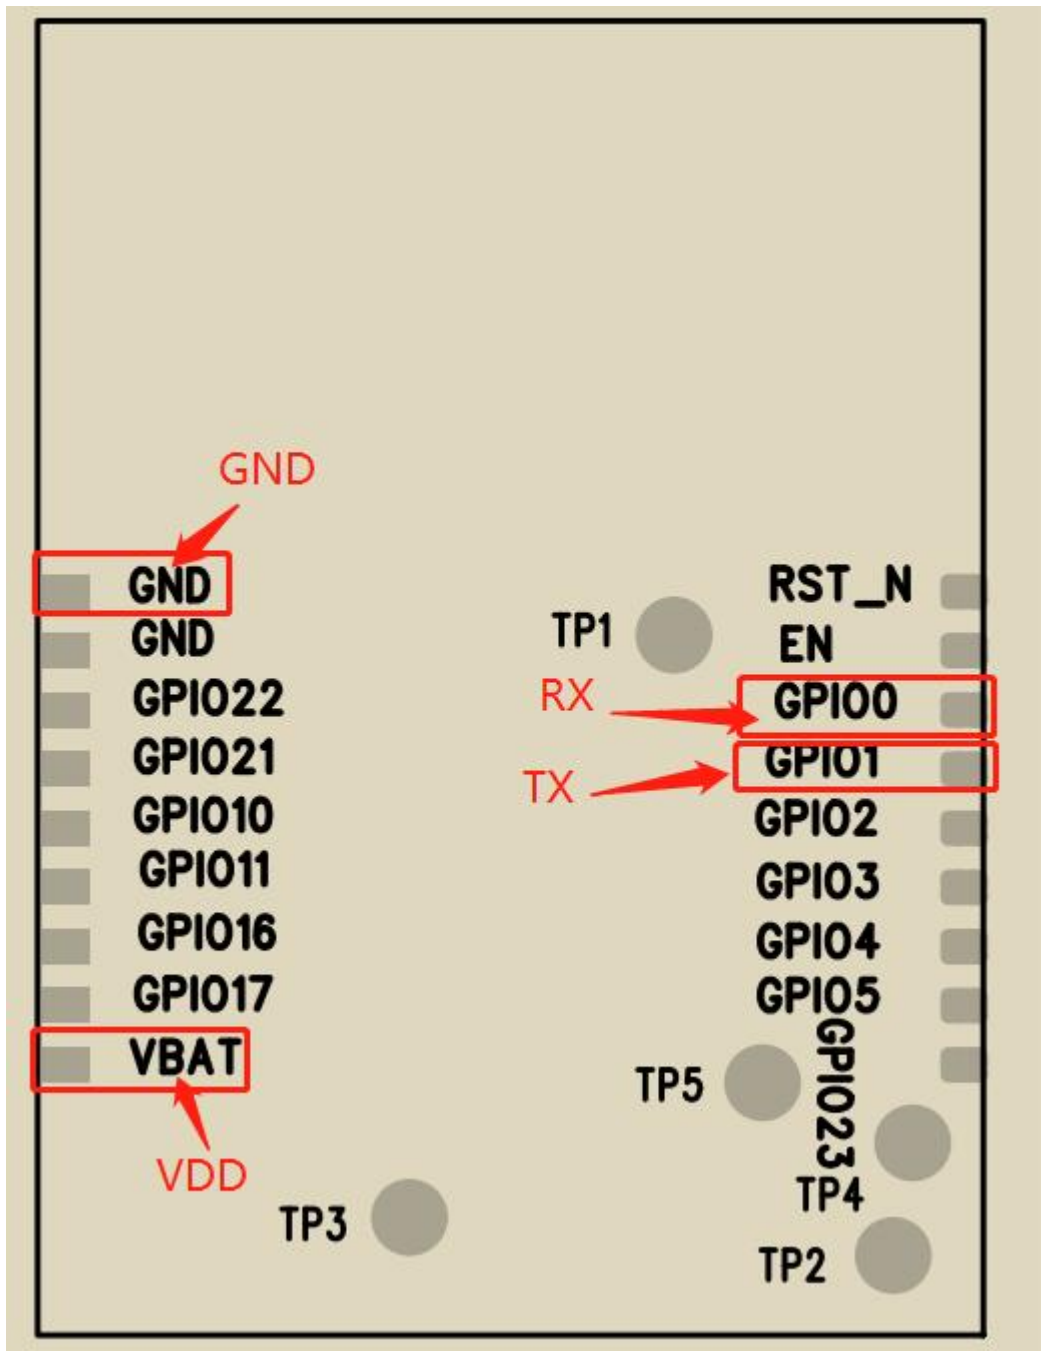 GND
GND
GND
GPIO22
GPIO21
GPIO10
GPIO11
GPIO16
GPIO17
VBAT
VDD
TP3
TP1
RX
TX
RST_N
EN
GPIO0
GPIO1
GPIO2
GPIO3
GPIO4
GPIO5
GPIO23
TP5
TP4
TP2